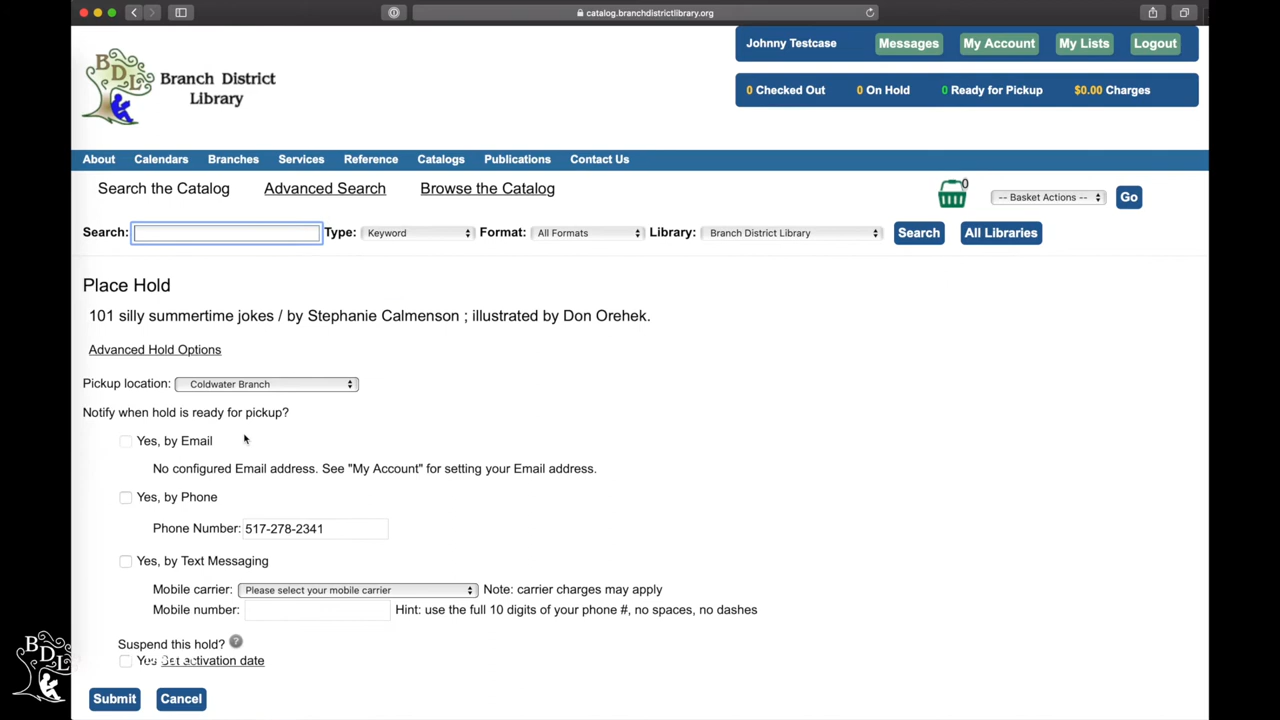 catalog.branchdistrictlibrary.org
Johnny Testcase Messages My Account My Lists Logout
BDL
Branch District
Library
0 Checked Out 0 On Hold 0 Ready for Pickup $0.00 Charges
About Calendars Branches Services Reference Catalogs Publications Contact Us
Search the Catalog Advanced Search Browse the Catalog
0 -- Basket Actions -- Go
Search: Type: Keyword Format: All Formats Library: Branch District Library Search All Libraries
Place Hold
101 silly summertime jokes / by Stephanie Calmenson ; illustrated by Don Orehek.
Advanced Hold Options
Pickup location: Coldwater Branch
Notify when hold is ready for pickup?
Yes, by Email
No configured Email address. See "My Account" for setting your Email address.
Yes, by Phone
Phone Number: 517-278-2341
Yes, by Text Messaging
Mobile carrier: Please select your mobile carrier Note: carrier charges may apply
Mobile number: Hint: use the full 10 digits of your phone #, no spaces, no dashes
Suspend this hold? ?
Yes Set activation date
BDL
Submit Cancel